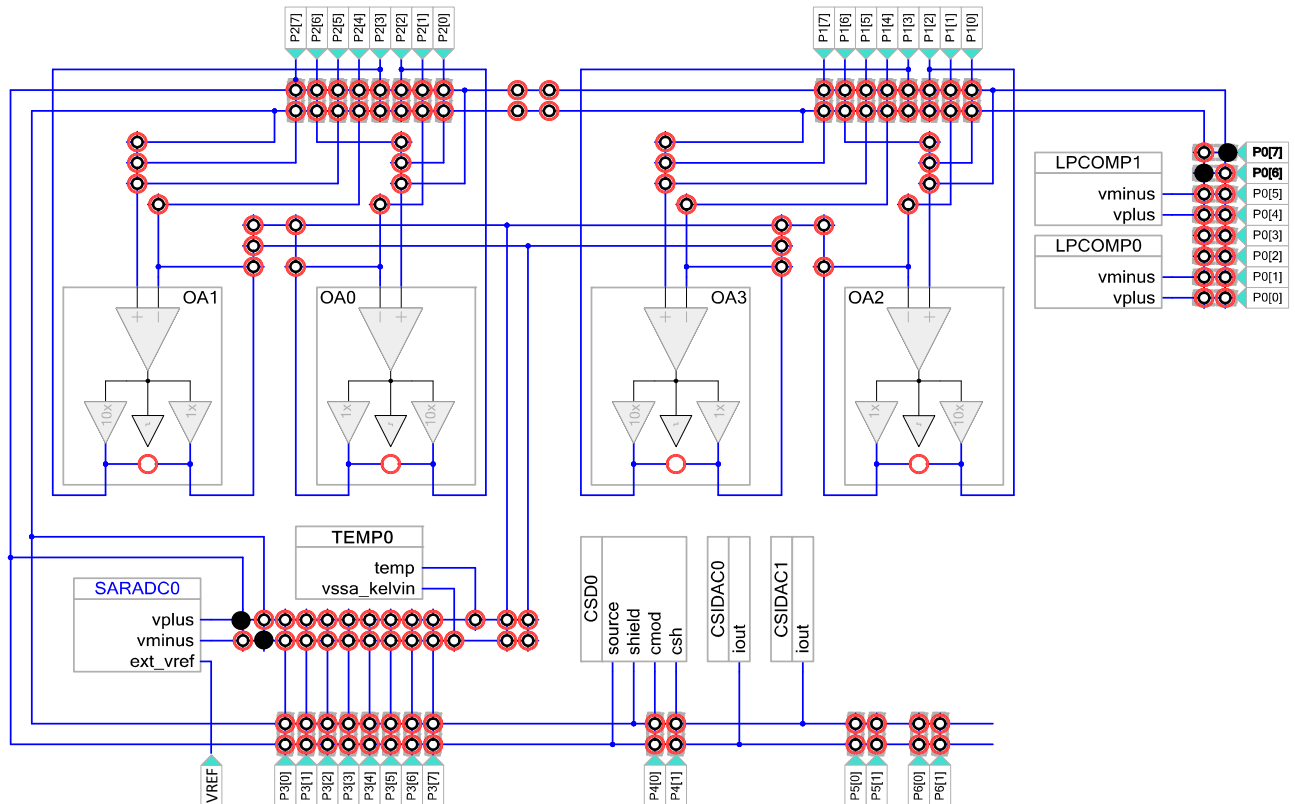 P2[7] P2[6] P2[5] P2[4] P2[3] P2[2] P2[1] P2[0]
P1[7] P1[6] P1[5] P1[4] P1[3] P1[2] P1[1] P1[0]
P0[7]
P0[6]
P0[5]
P0[4]
P0[3]
P0[2]
P0[1]
P0[0]
LPCOMP1
vminus
vplus
LPCOMP0
vminus
vplus
OA1
+ −
10x 1x
OA0
− +
1x 10x
OA3
+ −
10x 1x
OA2
− +
1x 10x
TEMP0
temp
vssa_kelvin
SARADC0
vplus
vminus
ext_vref
CSD0
source
shield
cmod
csh
CSIDAC0
iout
CSIDAC1
iout
VREF
P3[0] P3[1] P3[2] P3[3] P3[4] P3[5] P3[6] P3[7]
P4[0] P4[1]
P5[0] P5[1]
P6[0] P6[1]